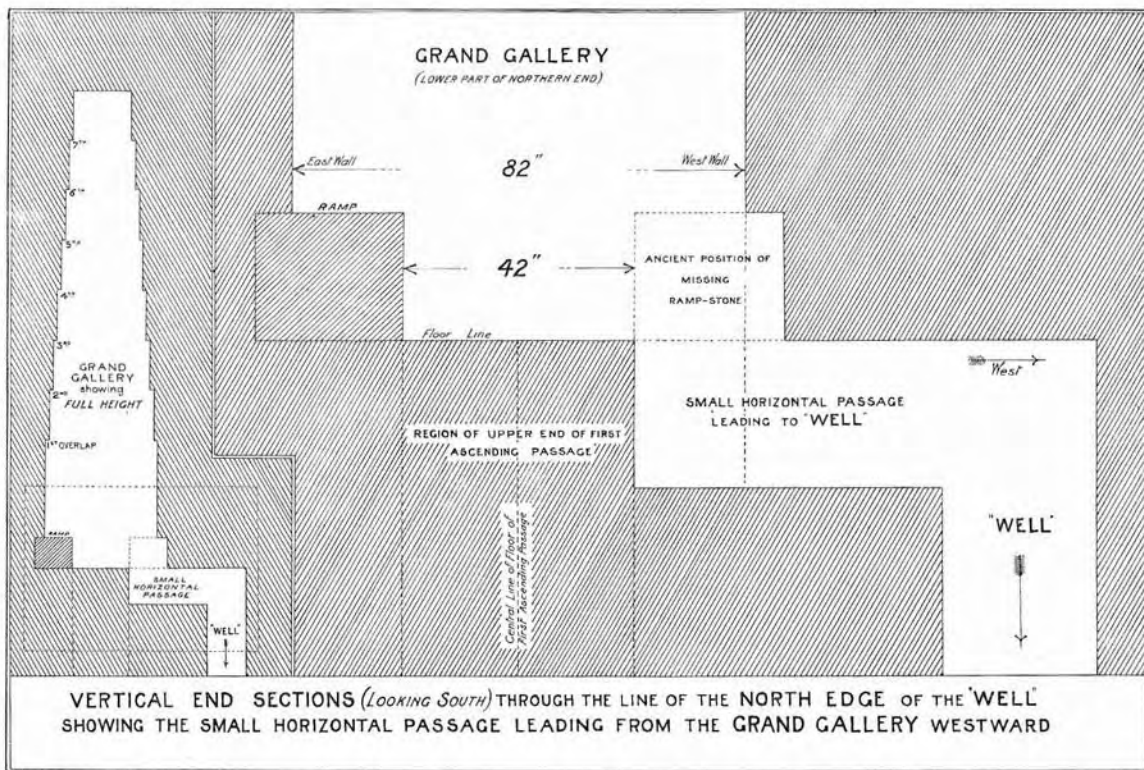 GRAND GALLERY
(LOWER PART OF NORTHERN END)
East Wall
82"
West Wall
RAMP
42"
ANCIENT POSITION OF
MISSING
RAMP-STONE
Floor Line
West
SMALL HORIZONTAL PASSAGE
LEADING TO "WELL"
REGION OF UPPER END OF FIRST
ASCENDING PASSAGE
Central Line of Floor of
First Ascending Passage
"WELL"
7TH
6TH
5TH
4TH
3RD
GRAND
GALLERY
showing
FULL HEIGHT
2ND
1ST OVERLAP
RAMP
SMALL
HORIZONTAL
PASSAGE
"WELL"
VERTICAL END SECTIONS (LOOKING SOUTH) THROUGH THE LINE OF THE NORTH EDGE OF THE "WELL"
SHOWING THE SMALL HORIZONTAL PASSAGE LEADING FROM THE GRAND GALLERY WESTWARD